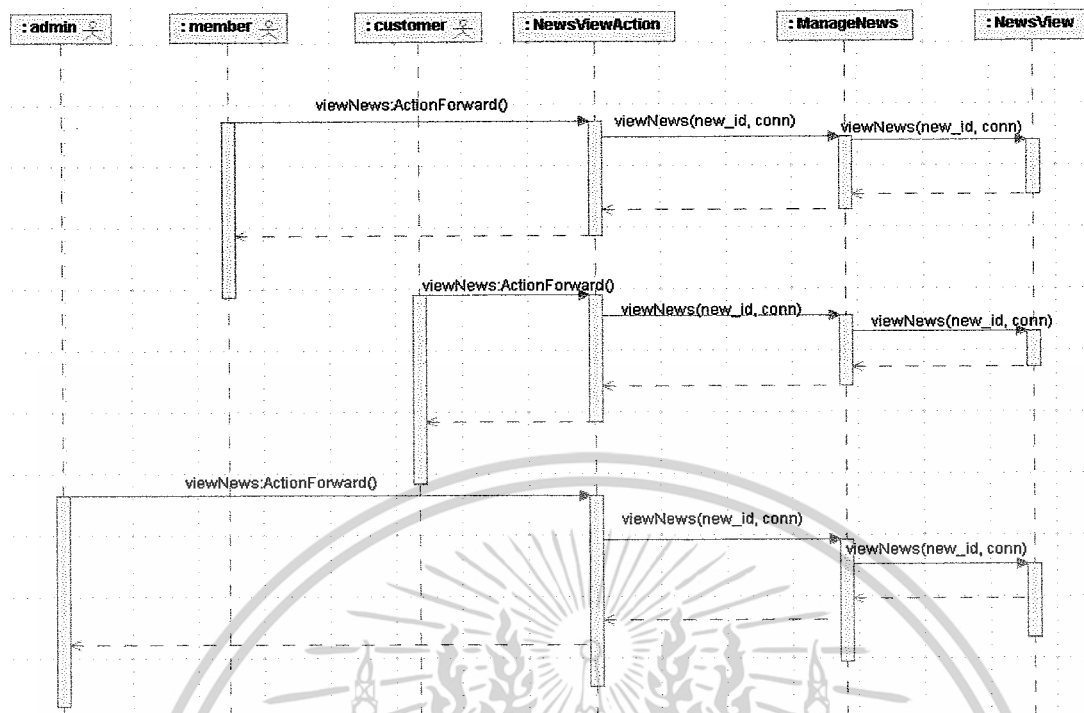 : admin
: member
: customer
: NewsViewAction
: ManageNews
: NewsView
viewNews:ActionForward()
viewNews(new_id, conn)
viewNews(new_id, conn)
viewNews:ActionForward()
viewNews(new_id, conn)
viewNews(new_id, conn)
viewNews:ActionForward()
viewNews(new_id, conn)
viewNews(new_id, conn)